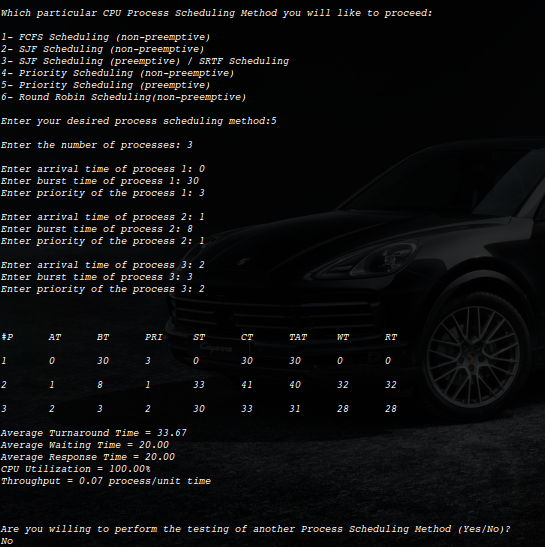 Which particular CPU Process Scheduling Method you will like to proceed:
1- FCFS Scheduling (non-preemptive)
2- SJF Scheduling (non-preemptive)
3- SJF Scheduling (preemptive) / SRTF Scheduling
4- Priority Scheduling (non-preemptive)
5- Priority Scheduling (preemptive)
6- Round Robin Scheduling(non-preemptive)
Enter your desired process scheduling method:5
Enter the number of processes: 3
Enter arrival time of process 1: 0
Enter burst time of process 1: 30
Enter priority of the process 1: 3
Enter arrival time of process 2: 1
Enter burst time of process 2: 8
Enter priority of the process 2: 1
Enter arrival time of process 3: 2
Enter burst time of process 3: 3
Enter priority of the process 3: 2
#P AT BT PRI ST CT TAT WT RT
1 0 30 3 0 30 30 0 0
2 1 8 1 33 41 40 32 32
3 2 3 2 30 33 31 28 28
Average Turnaround Time = 33.67
Average Waiting Time = 20.00
Average Response Time = 20.00
CPU Utilization = 100.00%
Throughput = 0.07 process/unit time
Are you willing to perform the testing of another Process Scheduling Method (Yes/No)?
No